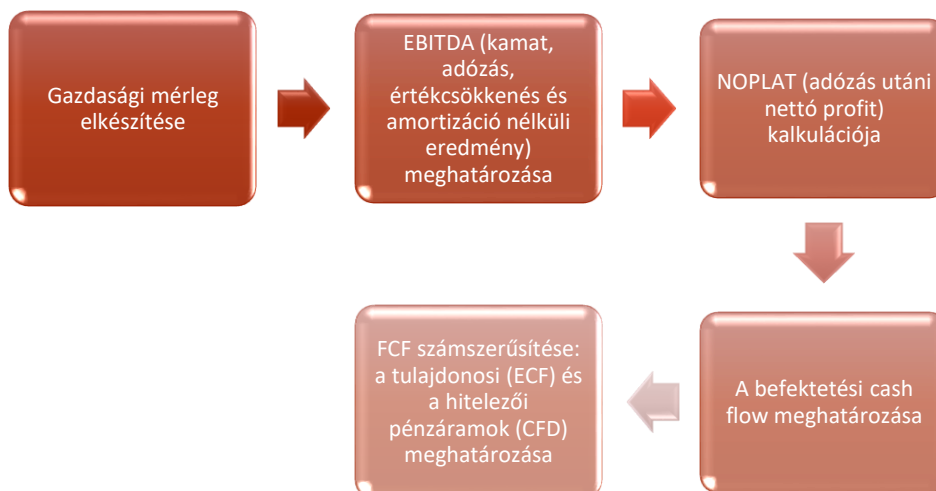 Gazdasági mérleg
elkészítése
EBITDA (kamat,
adózás,
értékcsökkenés és
amortizáció nélküli
eredmény)
meghatározása
NOPLAT (adózás utáni
nettó profit)
kalkulációja
A befektetési cash
flow meghatározása
FCF számszerűsítése:
a tulajdonosi (ECF) és
a hitelezői
pénzáramok (CFD)
meghatározása